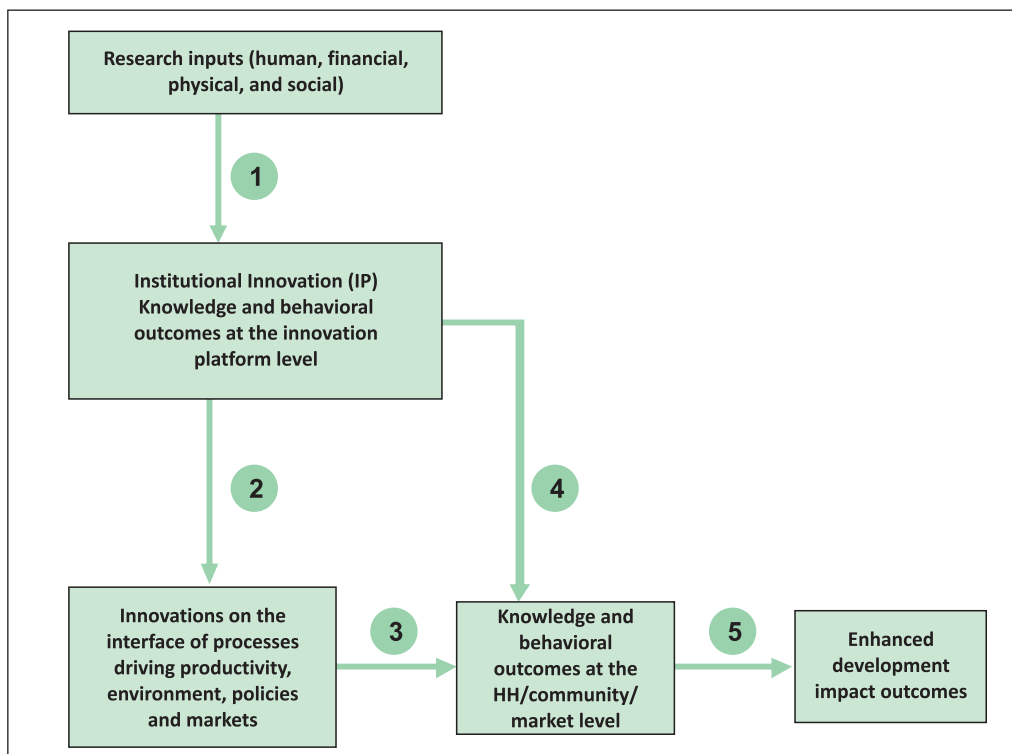 Research inputs (human, financial,
physical, and social)
1
Institutional Innovation (IP)
Knowledge and behavioral
outcomes at the innovation
platform level
2
4
Innovations on the
interface of processes
driving productivity,
environment, policies
and markets
3
Knowledge and
behavioral
outcomes at the
HH/community/
market level
5
Enhanced
development
impact outcomes